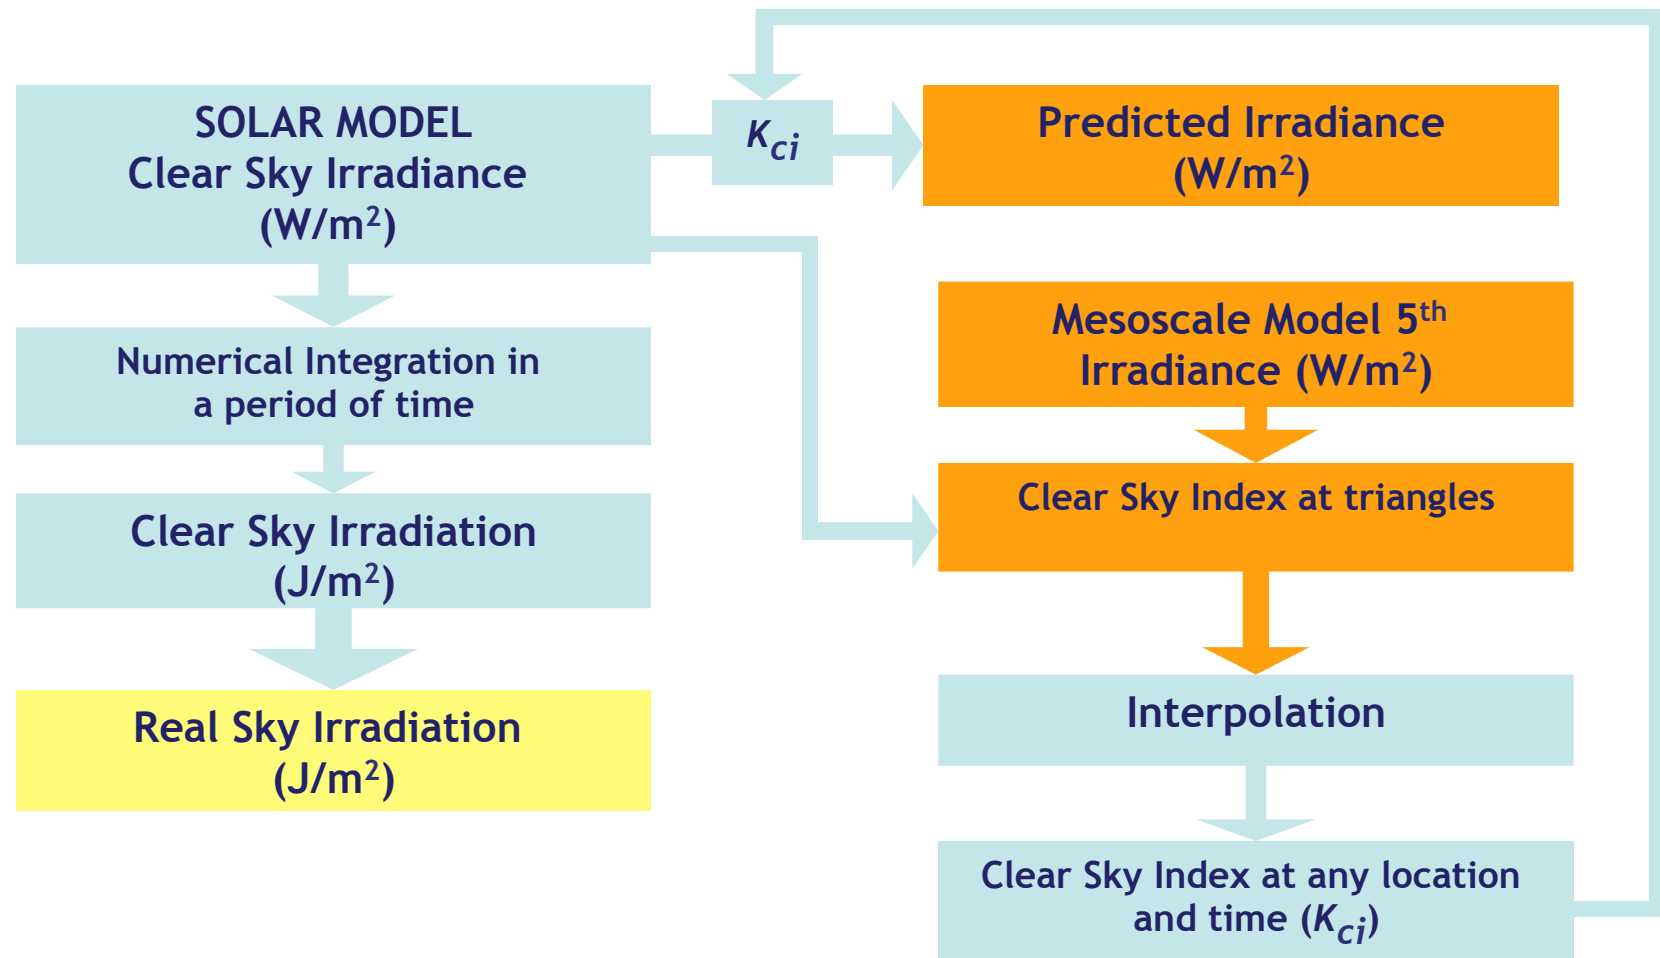 SOLAR MODEL
Clear Sky Irradiance
(W/m²)
K_ci
Predicted Irradiance
(W/m²)
Numerical Integration in
a period of time
Clear Sky Irradiation
(J/m²)
Real Sky Irradiation
(J/m²)
Mesoscale Model 5th
Irradiance (W/m²)
Clear Sky Index at triangles
Interpolation
Clear Sky Index at any location
and time (K_ci)